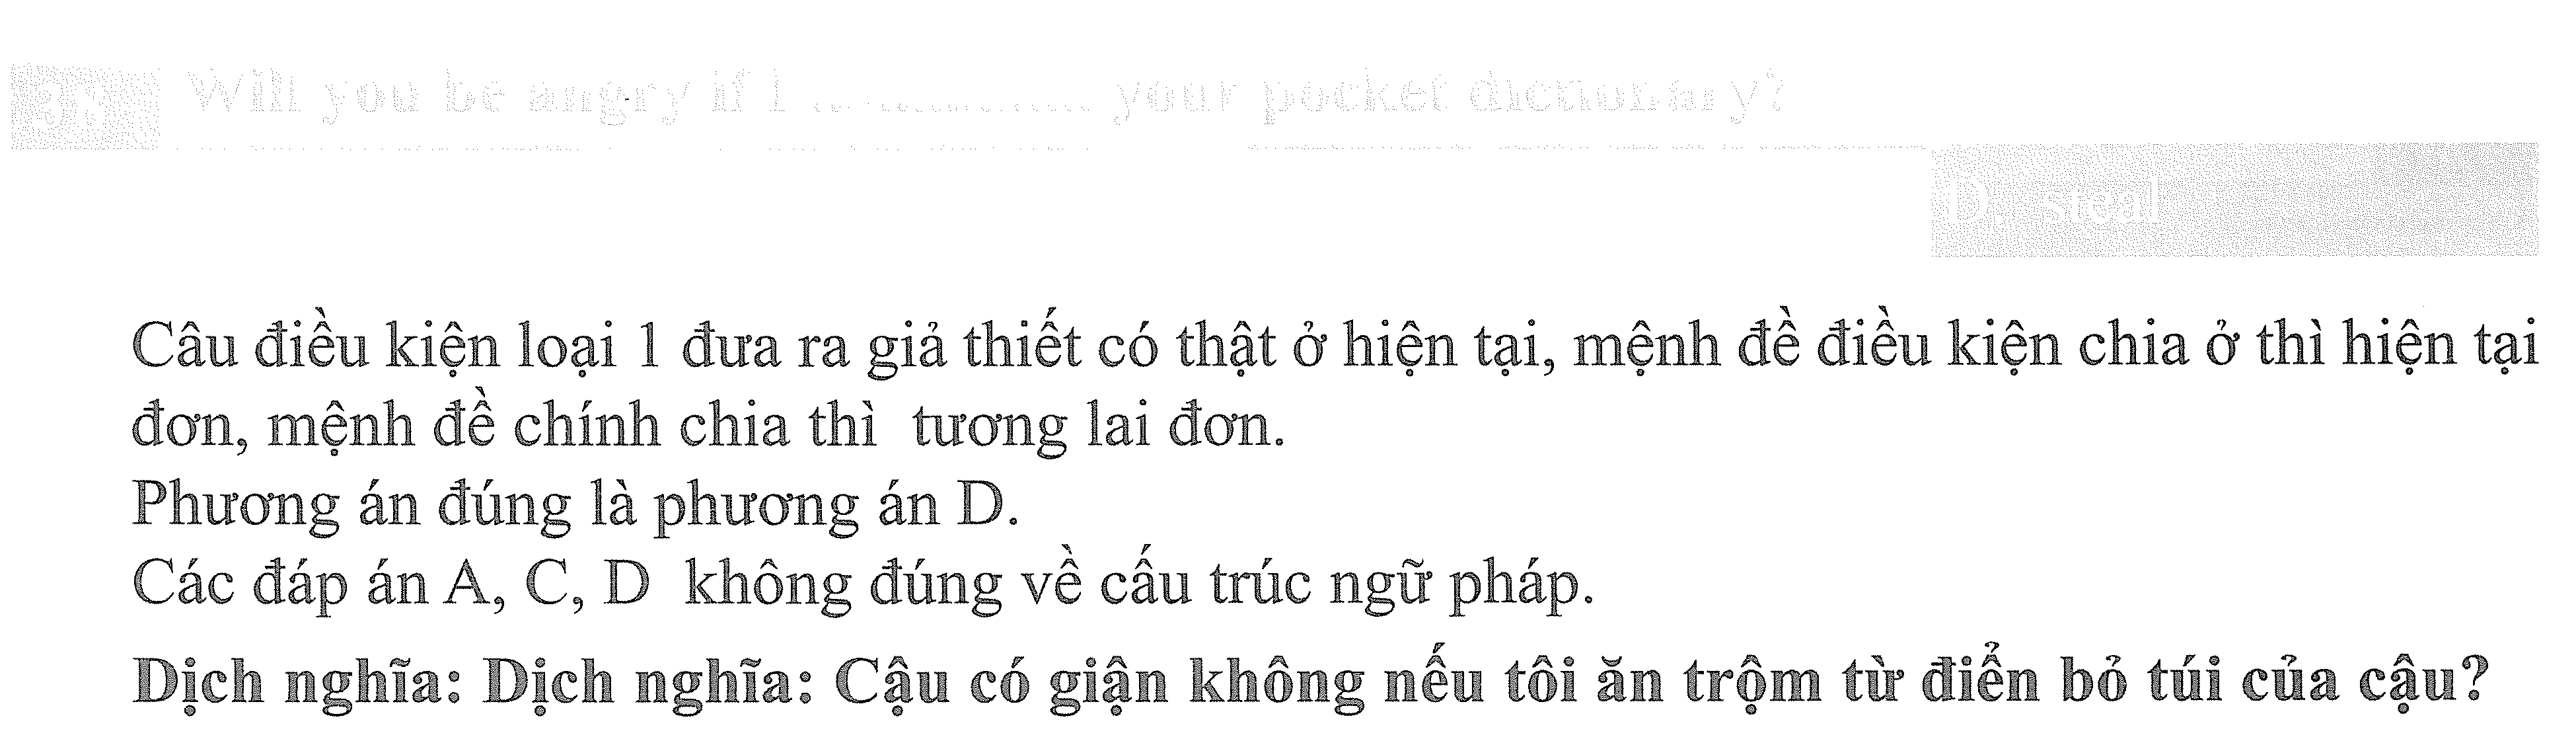 Will you be angry if I .................. your pocket dictionary?
D. steal
Câu điều kiện loại 1 đưa ra giả thiết có thật ở hiện tại, mệnh đề điều kiện chia ở thì hiện tại
đơn, mệnh đề chính chia thì tương lai đơn.
Phương án đúng là phương án D.
Các đáp án A, C, D không đúng về cấu trúc ngữ pháp.
Dịch nghĩa: Dịch nghĩa: Cậu có giận không nếu tôi ăn trộm từ điển bỏ túi của cậu?